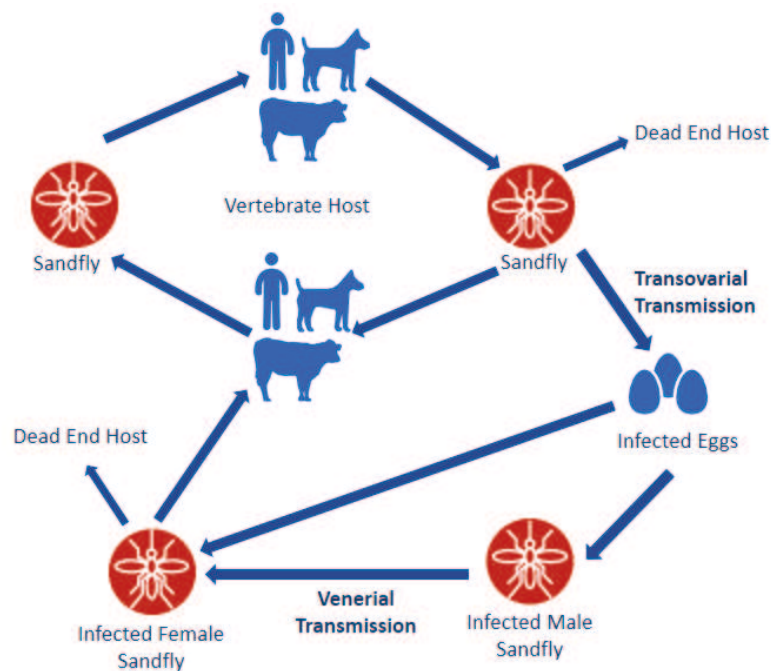 Dead End Host
Vertebrate Host
Sandfly
Sandfly
Transovarial
Transmission
Dead End Host
Infected Eggs
Venerial
Transmission
Infected Female
Sandfly
Infected Male
Sandfly